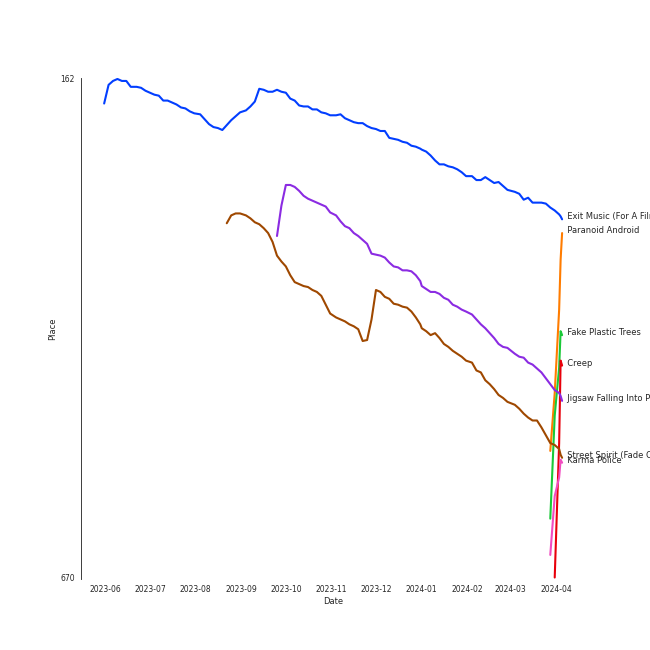 162
Exit Music (For A Fil
Paranoid Android
Place
Fake Plastic Trees
Creep
Jigsaw Falling Into P
Street Spirit (Fade O
Karma Police
670
2023-06 2023-07 2023-08 2023-09 2023-10 2023-11 2023-12 2024-01 2024-02 2024-03 2024-04
Date